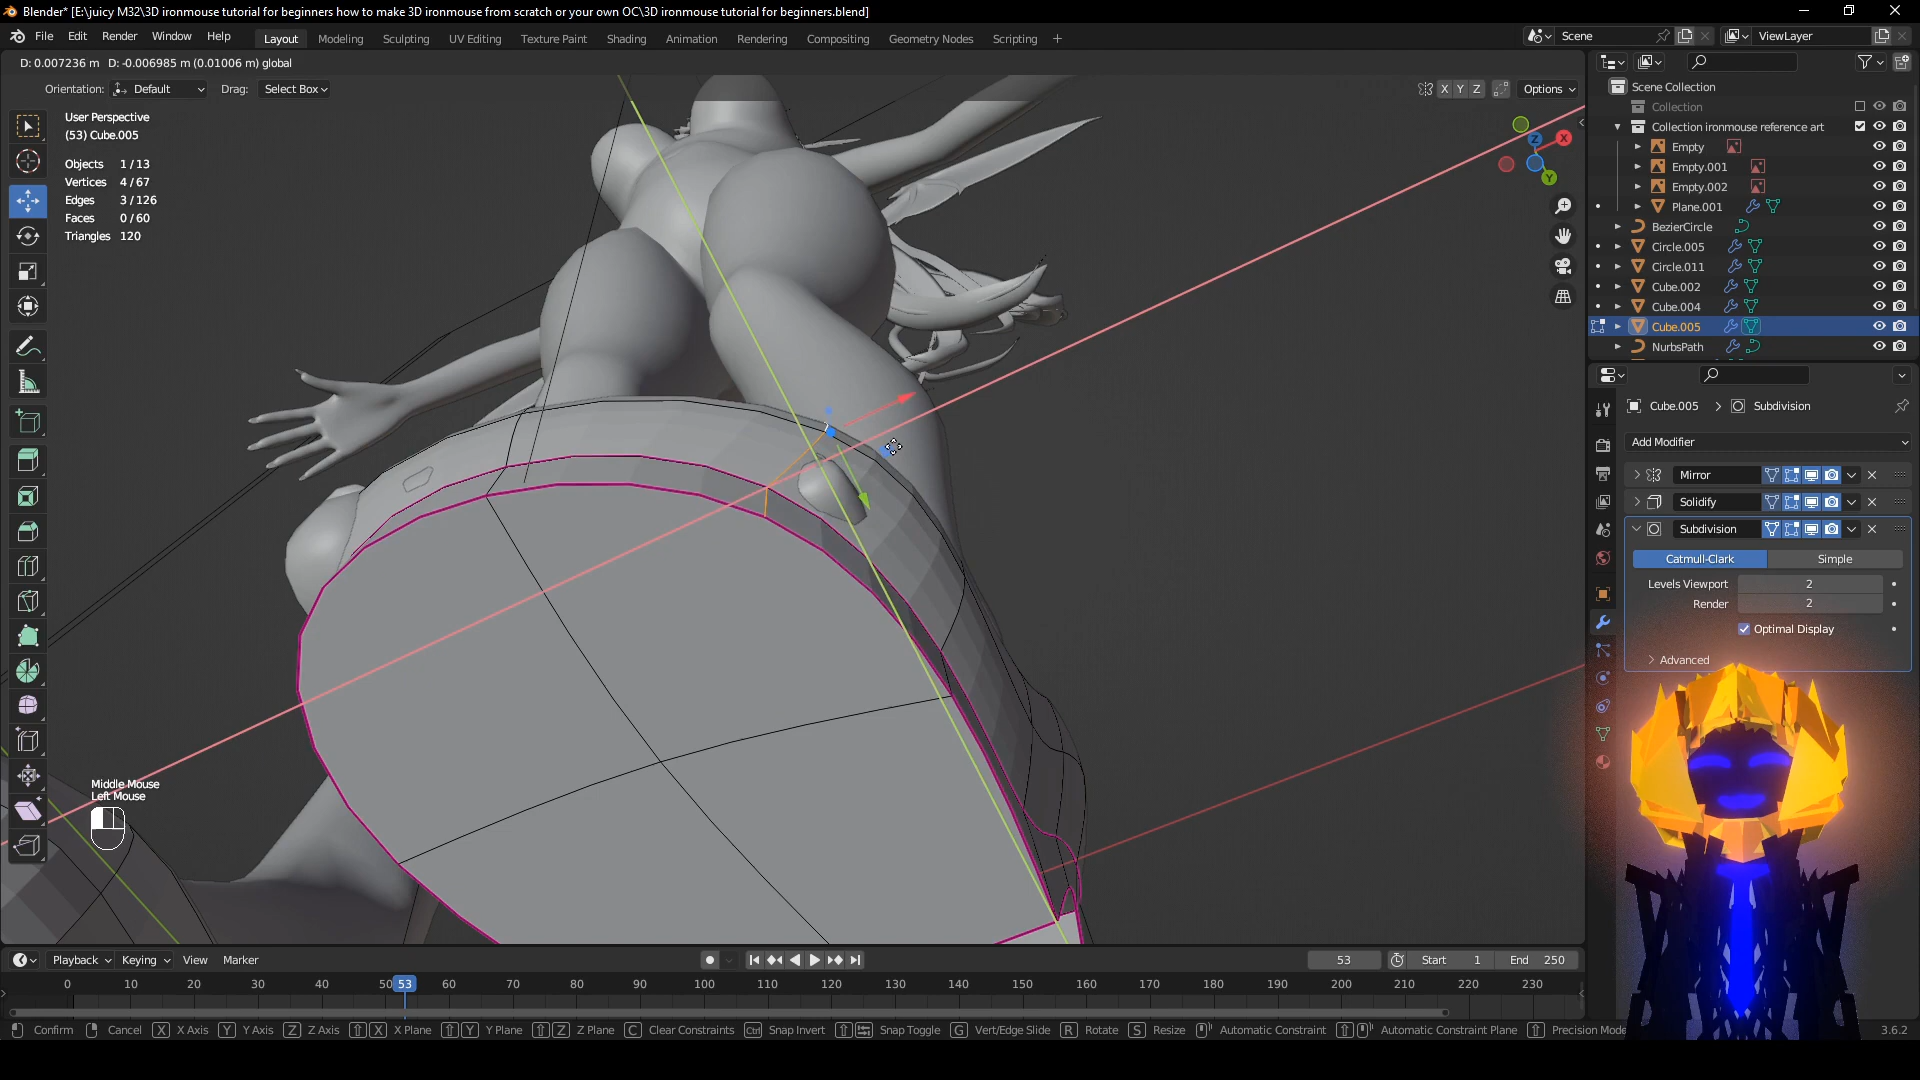 Blender* [E:\juicy M32\3D ironmouse tutorial for beginners how to make 3D ironmouse from scratch or your own OC\3D ironmouse tutorial for beginners.blend]
File Edit Render Window Help Layout Modeling Sculpting UV Editing Texture Paint Shading Animation Rendering Compositing Geometry Nodes Scripting + Scene ViewLayer
D: 0.007236 m D: -0.006985 m (0.01006 m) global
Orientation: Default Drag: Select Box X Y Z Options
User Perspective
(53) Cube.005
Objects 1 / 13
Vertices 4 / 67
Edges 3 / 126
Faces 0 / 60
Triangles 120
X
Z
Y
Middle Mouse
Left Mouse
Scene Collection
Collection
Collection ironmouse reference art
Empty
Empty.001
Empty.002
Plane.001
BezierCircle
Circle.005
Circle.011
Cube.002
Cube.004
Cube.005
NurbsPath
Cube.005 > Subdivision
Add Modifier
Mirror
Solidify
Subdivision
Catmull-Clark Simple
Levels Viewport 2
Render 2
Optimal Display
Advanced
Playback Keying View Marker 53 Start 1 End 250
0 10 20 30 40 50 53 60 70 80 90 100 110 120 130 140 150 160 170 180 190 200 210 220 230
Confirm Cancel X X Axis Y Y Axis Z Z Axis X X Plane Y Y Plane Z Z Plane C Clear Constraints Ctrl Snap Invert Snap Toggle G Vert/Edge Slide R Rotate S Resize Automatic Constraint Automatic Constraint Plane Precision Mode 3.6.2